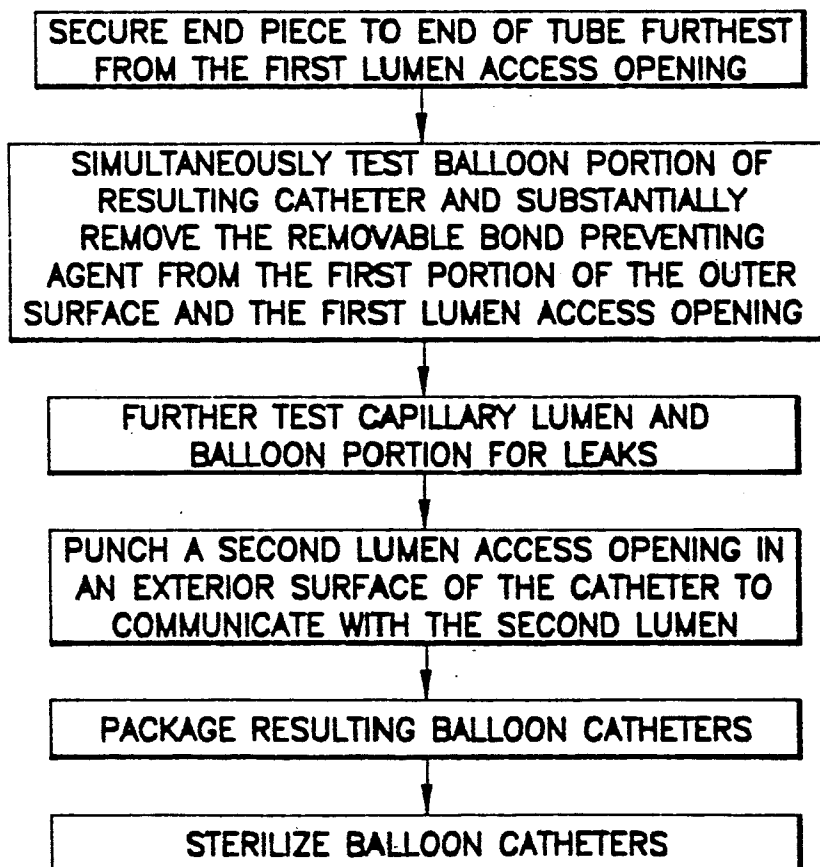 SECURE END PIECE TO END OF TUBE FURTHEST
FROM THE FIRST LUMEN ACCESS OPENING
SIMULTANEOUSLY TEST BALLOON PORTION OF
RESULTING CATHETER AND SUBSTANTIALLY
REMOVE THE REMOVABLE BOND PREVENTING
AGENT FROM THE FIRST PORTION OF THE OUTER
SURFACE AND THE FIRST LUMEN ACCESS OPENING
FURTHER TEST CAPILLARY LUMEN AND
BALLOON PORTION FOR LEAKS
PUNCH A SECOND LUMEN ACCESS OPENING IN
AN EXTERIOR SURFACE OF THE CATHETER TO
COMMUNICATE WITH THE SECOND LUMEN
PACKAGE RESULTING BALLOON CATHETERS
STERILIZE BALLOON CATHETERS